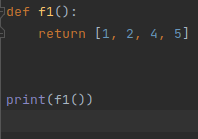 def f1():
    return [1, 2, 4, 5]
print(f1())